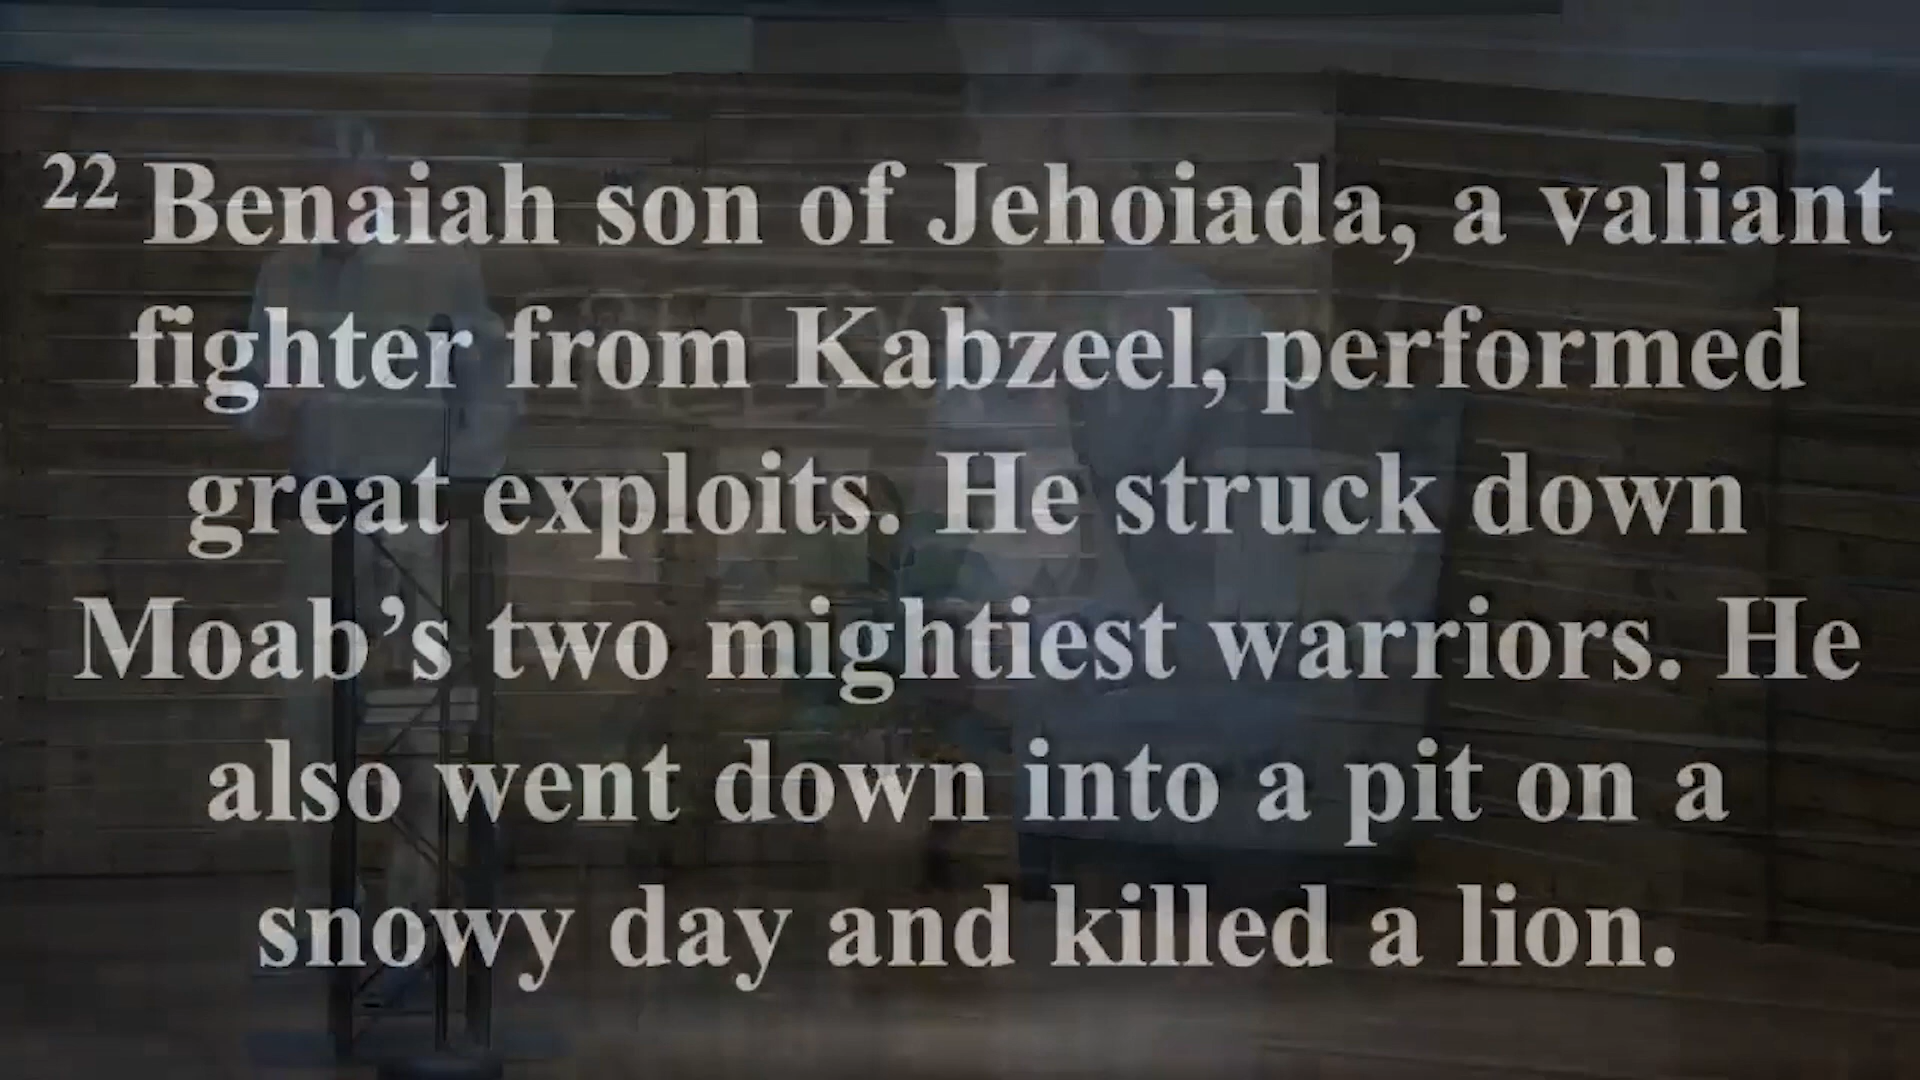 22 Benaiah son of Jehoiada, a valiant
fighter from Kabzeel, performed
great exploits. He struck down
Moab’s two mightiest warriors. He
also went down into a pit on a
snowy day and killed a lion.